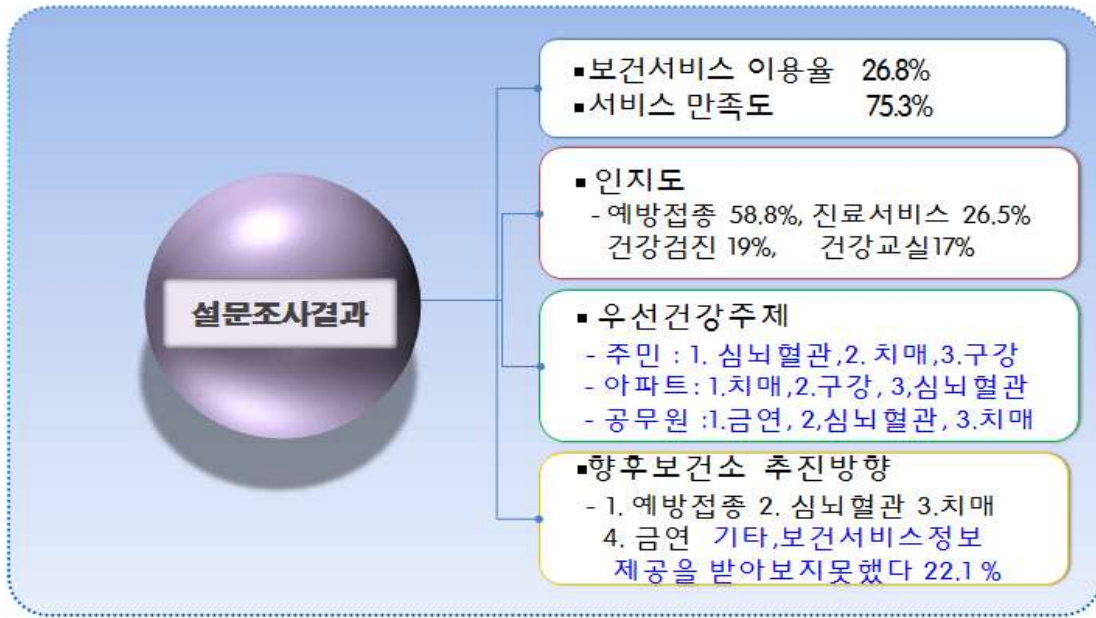 설문조사결과
▪보건서비스 이용율 26.8%
▪서비스 만족도 75.3%
▪ 인지도
- 예방접종 58.8%, 진료서비스 26.5%
건강검진 19%, 건강교실17%
▪ 우선건강주제
- 주민 : 1. 심뇌혈관,2. 치매,3.구강
- 아파트: 1.치매,2.구강, 3,심뇌혈관
- 공무원 :1.금연, 2,심뇌혈관, 3.치매
▪향후보건소 추진방향
- 1. 예방접종 2. 심뇌혈관 3.치매
4. 금연 기타,보건서비스정보
제공을 받아보지못했다 22.1 %